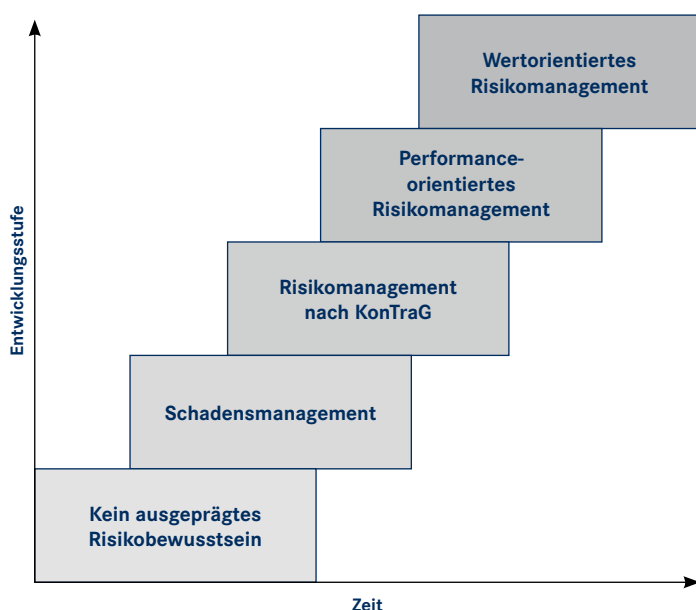 Wertorientiertes
Risikomanagement
Performance-
orientiertes
Risikomanagement
Risikomanagement
nach KonTraG
Schadensmanagement
Kein ausgeprägtes
Risikobewusstsein
Entwicklungsstufe
Zeit